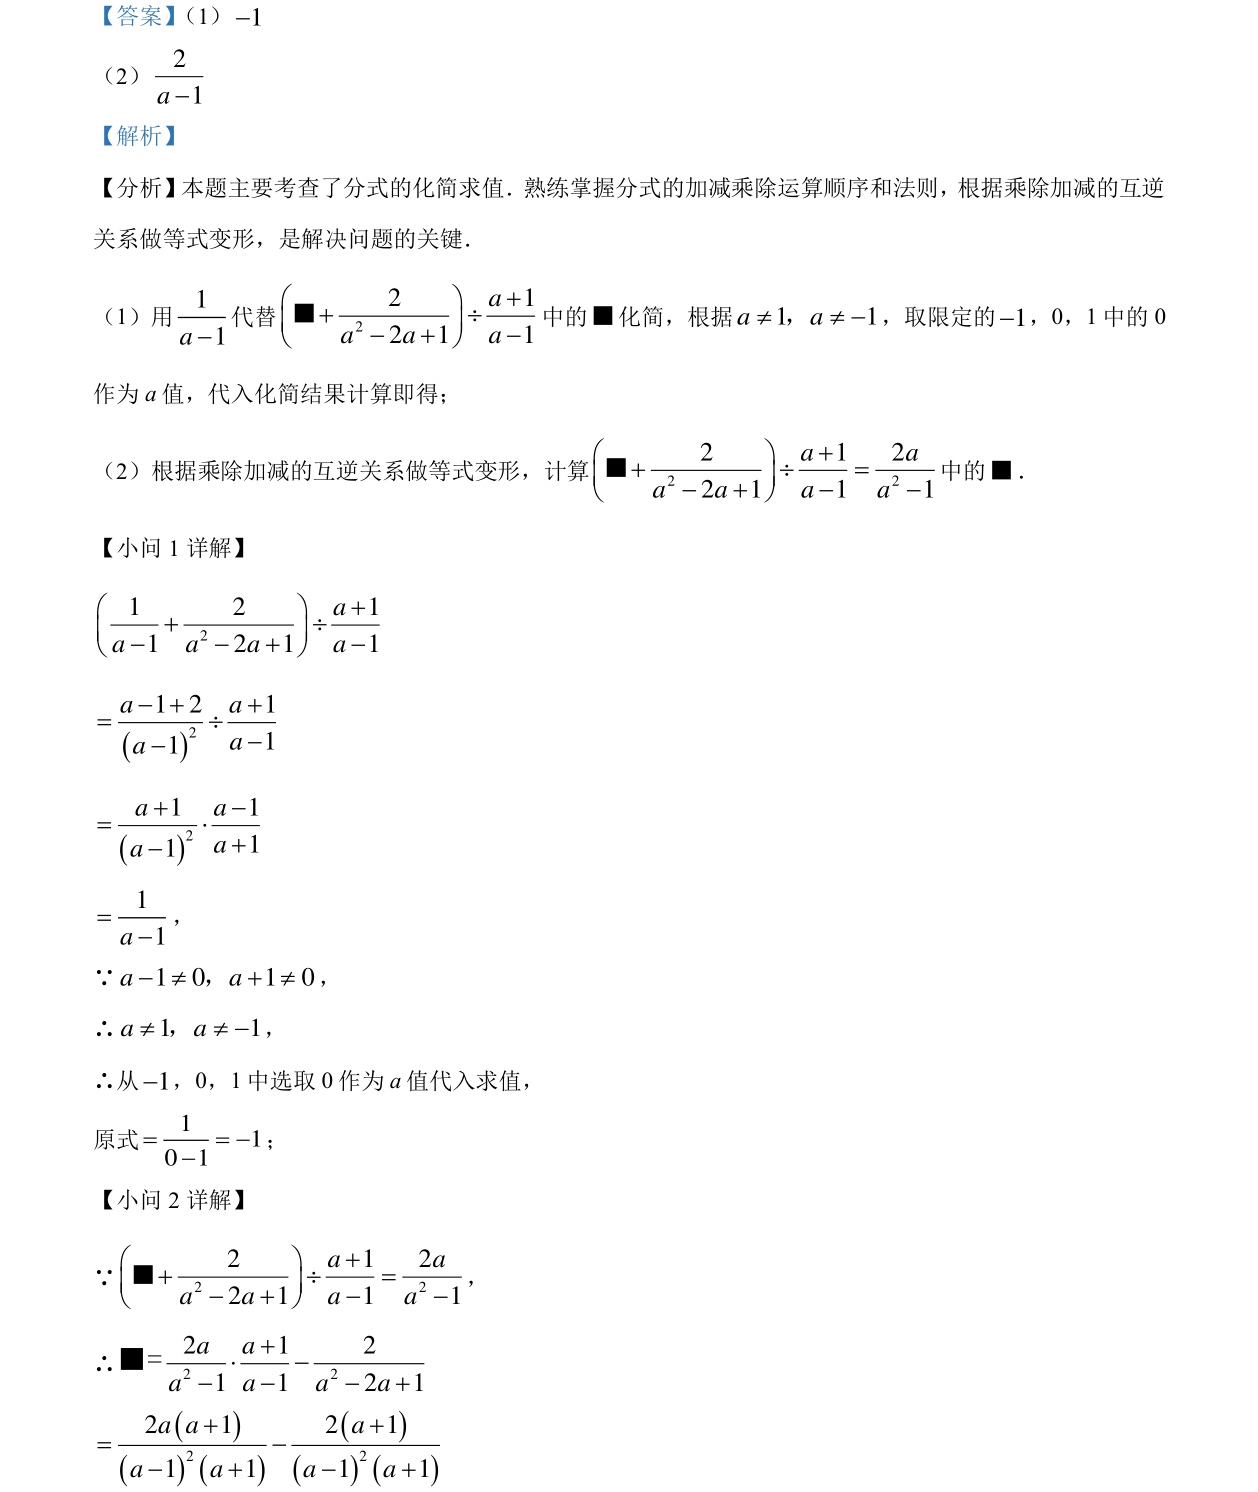 【答案】（1）$-1$
（2）$\frac{2}{a-1}$
【解析】
【分析】本题主要考查了分式的化简求值．熟练掌握分式的加减乘除运算顺序和法则，根据乘除加减的互逆
关系做等式变形，是解决问题的关键．
（1）用$\frac{1}{a-1}$代替$\left(■+\frac{2}{a^2-2a+1}\right)\div\frac{a+1}{a-1}$中的■化简，根据$a\neq1，a\neq-1$，取限定的$-1$，0，1中的0
作为a值，代入化简结果计算即得；
（2）根据乘除加减的互逆关系做等式变形，计算$\left(■+\frac{2}{a^2-2a+1}\right)\div\frac{a+1}{a-1}=\frac{2a}{a^2-1}$中的■．
【小问1详解】
$\left(\frac{1}{a-1}+\frac{2}{a^2-2a+1}\right)\div\frac{a+1}{a-1}$
$=\frac{a-1+2}{(a-1)^2}\div\frac{a+1}{a-1}$
$=\frac{a+1}{(a-1)^2}\cdot\frac{a-1}{a+1}$
$=\frac{1}{a-1}$，
∵$a-1\neq0，a+1\neq0$，
∴$a\neq1，a\neq-1$，
∴从$-1$，0，1中选取0作为a值代入求值，
原式$=\frac{1}{0-1}=-1$；
【小问2详解】
∵$\left(■+\frac{2}{a^2-2a+1}\right)\div\frac{a+1}{a-1}=\frac{2a}{a^2-1}$，
∴$■=\frac{2a}{a^2-1}\cdot\frac{a+1}{a-1}-\frac{2}{a^2-2a+1}$
$=\frac{2a(a+1)}{(a-1)^2(a+1)}-\frac{2(a+1)}{(a-1)^2(a+1)}$